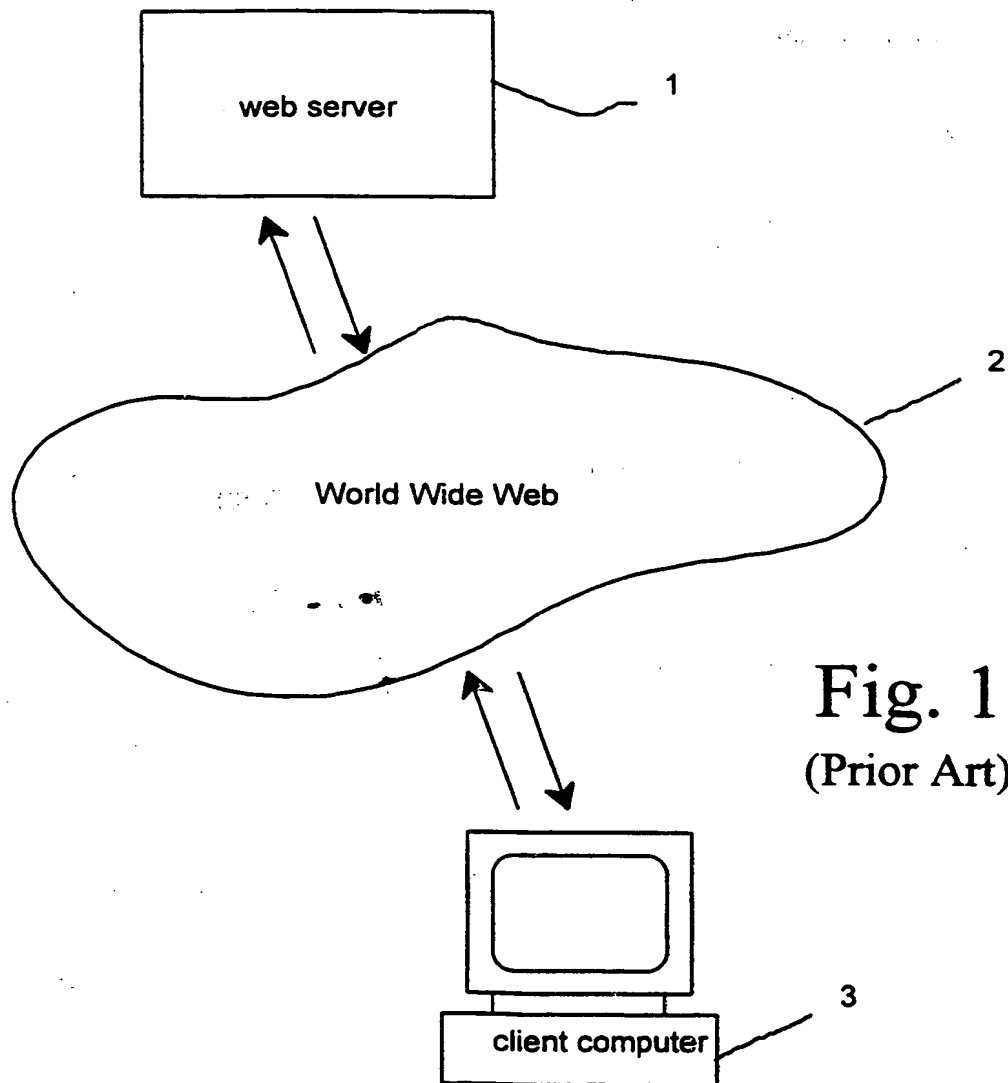 1
web server
2
World Wide Web
Fig. 1
(Prior Art)
3
client computer